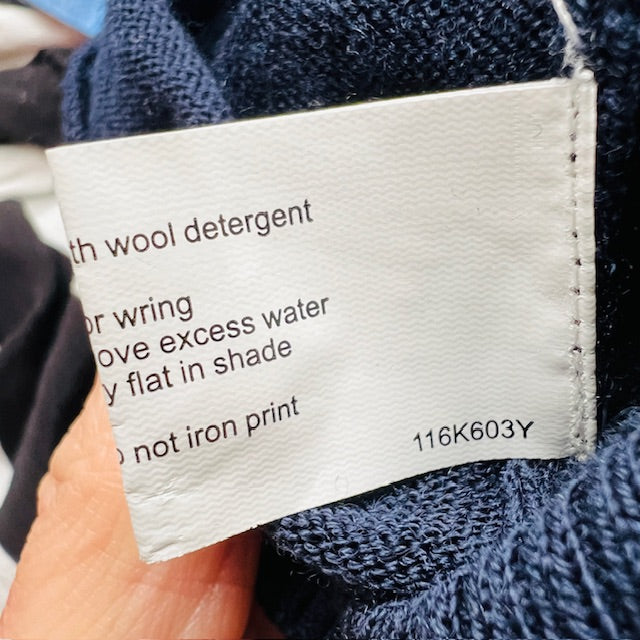 th wool detergent
or wring
ove excess water
y flat in shade
o not iron print
116K603Y